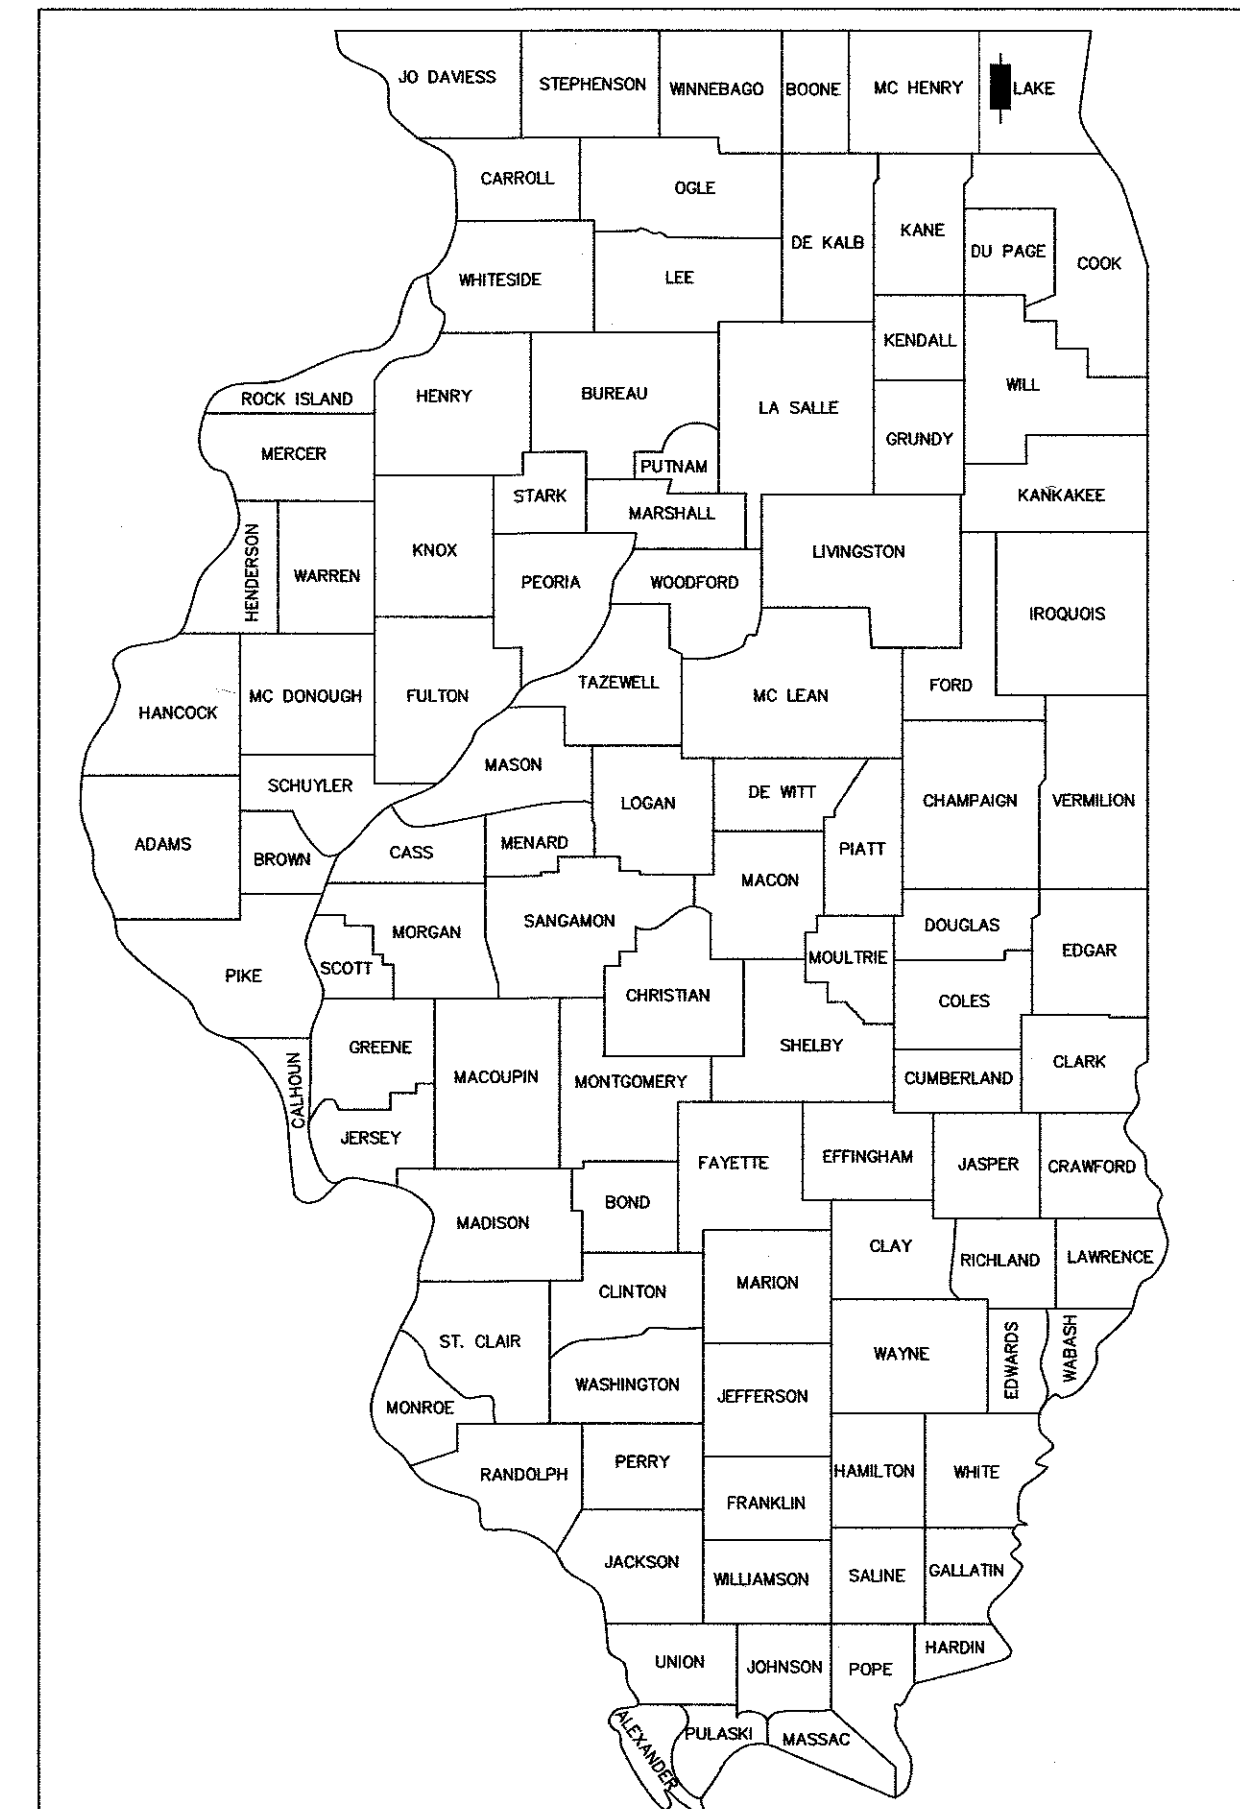 JO DAVIESS
STEPHENSON
WINNEBAGO
BOONE
MC HENRY
LAKE
CARROLL
OGLE
DE KALB
KANE
DU PAGE
COOK
WHITESIDE
LEE
KENDALL
ROCK ISLAND
HENRY
BUREAU
LA SALLE
WILL
GRUNDY
MERCER
PUTNAM
STARK
KANKAKEE
MARSHALL
HENDERSON
WARREN
KNOX
PEORIA
WOODFORD
LIVINGSTON
IROQUOIS
HANCOCK
MC DONOUGH
FULTON
TAZEWELL
MC LEAN
FORD
MASON
SCHUYLER
LOGAN
DE WITT
CHAMPAIGN
VERMILION
ADAMS
BROWN
CASS
MENARD
PIATT
MACON
PIKE
SCOTT
MORGAN
SANGAMON
DOUGLAS
EDGAR
MOULTRIE
CHRISTIAN
COLES
SHELBY
CALHOUN
GREENE
MACOUPIN
MONTGOMERY
CUMBERLAND
CLARK
JERSEY
FAYETTE
EFFINGHAM
JASPER
CRAWFORD
MADISON
BOND
CLAY
RICHLAND
LAWRENCE
CLINTON
MARION
ST. CLAIR
WAYNE
EDWARDS
WABASH
MONROE
WASHINGTON
JEFFERSON
RANDOLPH
PERRY
HAMILTON
WHITE
FRANKLIN
JACKSON
WILLIAMSON
SALINE
GALLATIN
UNION
JOHNSON
POPE
HARDIN
ALEXANDER
PULASKI
MASSAC